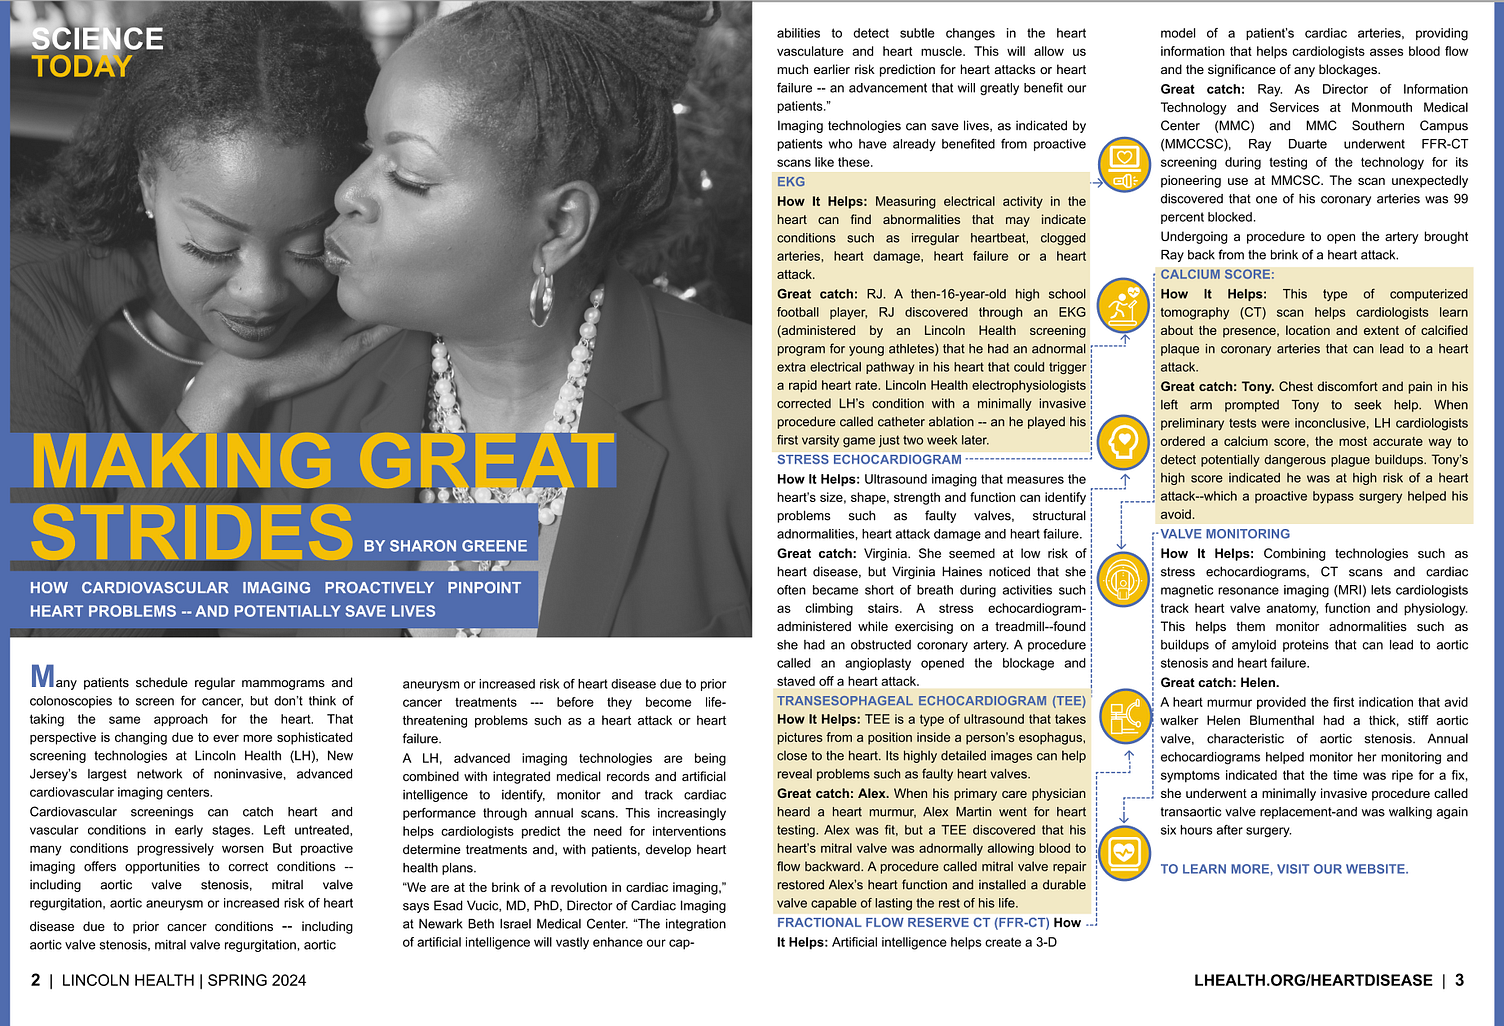 SCIENCE
TODAY
MAKING GREAT
STRIDES BY SHARON GREENE
HOW CARDIOVASCULAR IMAGING PROACTIVELY PINPOINT
HEART PROBLEMS -- AND POTENTIALLY SAVE LIVES
Many patients schedule regular mammograms and
colonoscopies to screen for cancer, but don't think of
taking the same approach for the heart. That
perspective is changing due to ever more sophisticated
screening technologies at Lincoln Health (LH), New
Jersey's largest network of noninvasive, advanced
cardiovascular imaging centers.
Cardiovascular screenings can catch heart and
vascular conditions in early stages. Left untreated,
many conditions progressively worsen But proactive
imaging offers opportunities to correct conditions --
including aortic valve stenosis, mitral valve
regurgitation, aortic aneurysm or increased risk of heart
disease due to prior cancer conditions -- including
aortic valve stenosis, mitral valve regurgitation, aortic
aneurysm or increased risk of heart disease due to prior
cancer treatments --- before they become life-
threatening problems such as a heart attack or heart
failure.
A LH, advanced imaging technologies are being
combined with integrated medical records and artificial
intelligence to identify, monitor and track cardiac
performance through annual scans. This increasingly
helps cardiologists predict the need for interventions
determine treatments and, with patients, develop heart
health plans.
“We are at the brink of a revolution in cardiac imaging,”
says Esad Vucic, MD, PhD, Director of Cardiac Imaging
at Newark Beth Israel Medical Center. “The integration
of artificial intelligence will vastly enhance our cap-
2 | LINCOLN HEALTH | SPRING 2024
abilities to detect subtle changes in the heart
vasculature and heart muscle. This will allow us
much earlier risk prediction for heart attacks or heart
failure -- an advancement that will greatly benefit our
patients.”
Imaging technologies can save lives, as indicated by
patients who have already benefited from proactive
scans like these.
EKG
How It Helps: Measuring electrical activity in the
heart can find abnormalities that may indicate
conditions such as irregular heartbeat, clogged
arteries, heart damage, heart failure or a heart
attack.
Great catch: RJ. A then-16-year-old high school
football player, RJ discovered through an EKG
(administered by an Lincoln Health screening
program for young athletes) that he had an adnormal
extra electrical pathway in his heart that could trigger
a rapid heart rate. Lincoln Health electrophysiologists
corrected LH's condition with a minimally invasive
procedure called catheter ablation -- an he played his
first varsity game just two week later.
STRESS ECHOCARDIOGRAM
How It Helps: Ultrasound imaging that measures the
heart's size, shape, strength and function can identify
problems such as faulty valves, structural
adnormalities, heart attack damage and heart failure.
Great catch: Virginia. She seemed at low risk of
heart disease, but Virginia Haines noticed that she
often became short of breath during activities such
as climbing stairs. A stress echocardiogram-
administered while exercising on a treadmill--found
she had an obstructed coronary artery. A procedure
called an angioplasty opened the blockage and
staved off a heart attack.
TRANSESOPHAGEAL ECHOCARDIOGRAM (TEE)
How It Helps: TEE is a type of ultrasound that takes
pictures from a position inside a person's esophagus,
close to the heart. Its highly detailed images can help
reveal problems such as faulty heart valves.
Great catch: Alex. When his primary care physician
heard a heart murmur, Alex Martin went for heart
testing. Alex was fit, but a TEE discovered that his
heart's mitral valve was adnormally allowing blood to
flow backward. A procedure called mitral valve repair
restored Alex's heart function and installed a durable
valve capable of lasting the rest of his life.
FRACTIONAL FLOW RESERVE CT (FFR-CT) How
It Helps: Artificial intelligence helps create a 3-D
model of a patient's cardiac arteries, providing
information that helps cardiologists asses blood flow
and the significance of any blockages.
Great catch: Ray. As Director of Information
Technology and Services at Monmouth Medical
Center (MMC) and MMC Southern Campus
(MMCCSC), Ray Duarte underwent FFR-CT
screening during testing of the technology for its
pioneering use at MMCSC. The scan unexpectedly
discovered that one of his coronary arteries was 99
percent blocked.
Undergoing a procedure to open the artery brought
Ray back from the brink of a heart attack.
CALCIUM SCORE:
How It Helps: This type of computerized
tomography (CT) scan helps cardiologists learn
about the presence, location and extent of calcified
plaque in coronary arteries that can lead to a heart
attack.
Great catch: Tony. Chest discomfort and pain in his
left arm prompted Tony to seek help. When
preliminary tests were inconclusive, LH cardiologists
ordered a calcium score, the most accurate way to
detect potentially dangerous plague buildups. Tony's
high score indicated he was at high risk of a heart
attack--which a proactive bypass surgery helped his
avoid.
VALVE MONITORING
How It Helps: Combining technologies such as
stress echocardiograms, CT scans and cardiac
magnetic resonance imaging (MRI) lets cardiologists
track heart valve anatomy, function and physiology.
This helps them monitor adnormalities such as
buildups of amyloid proteins that can lead to aortic
stenosis and heart failure.
Great catch: Helen.
A heart murmur provided the first indication that avid
walker Helen Blumenthal had a thick, stiff aortic
valve, characteristic of aortic stenosis. Annual
echocardiograms helped monitor her monitoring and
symptoms indicated that the time was ripe for a fix,
she underwent a minimally invasive procedure called
transaortic valve replacement-and was walking again
six hours after surgery.
TO LEARN MORE, VISIT OUR WEBSITE.
LHEALTH.ORG/HEARTDISEASE | 3